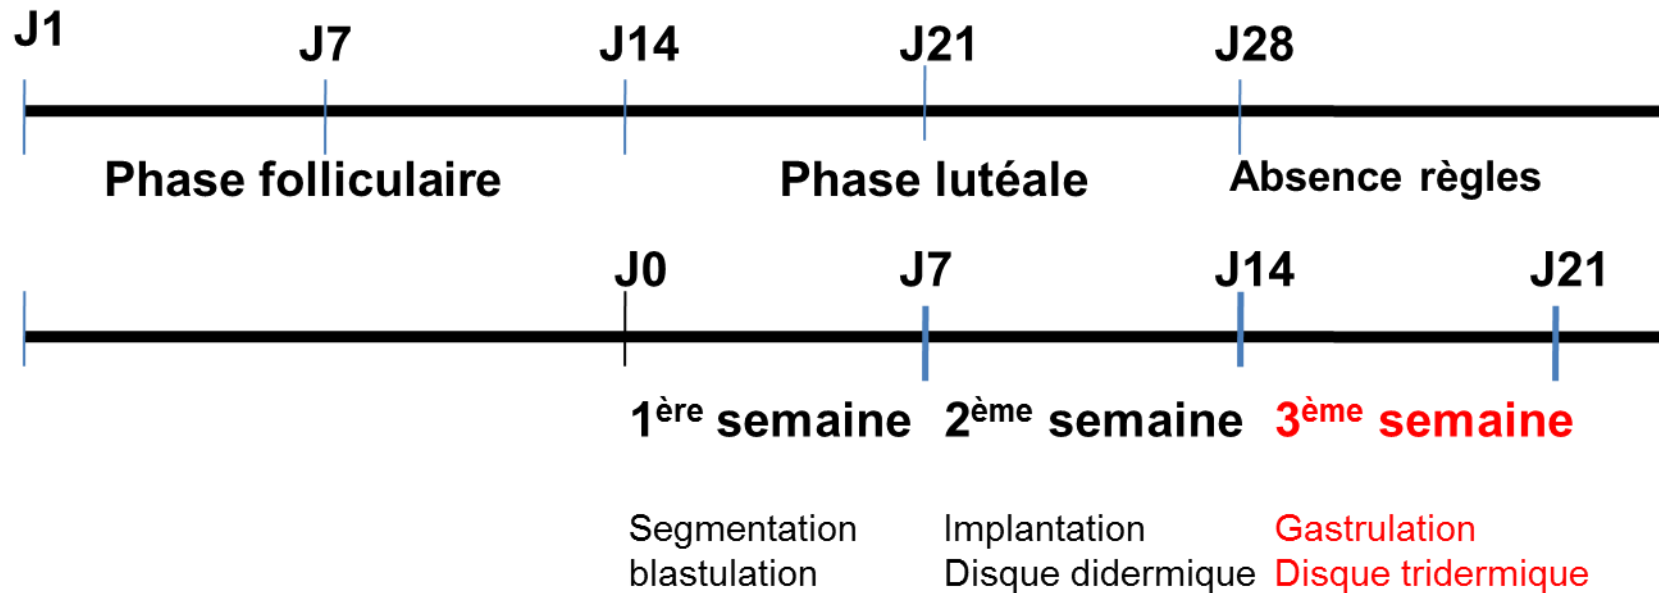 J1 J7 J14 J21 J28
Phase folliculaire Phase lutéale Absence règles
J0 J7 J14 J21
1ère semaine 2ème semaine 3ème semaine
Segmentation Implantation Gastrulation
blastulation Disque didermique Disque tridermique